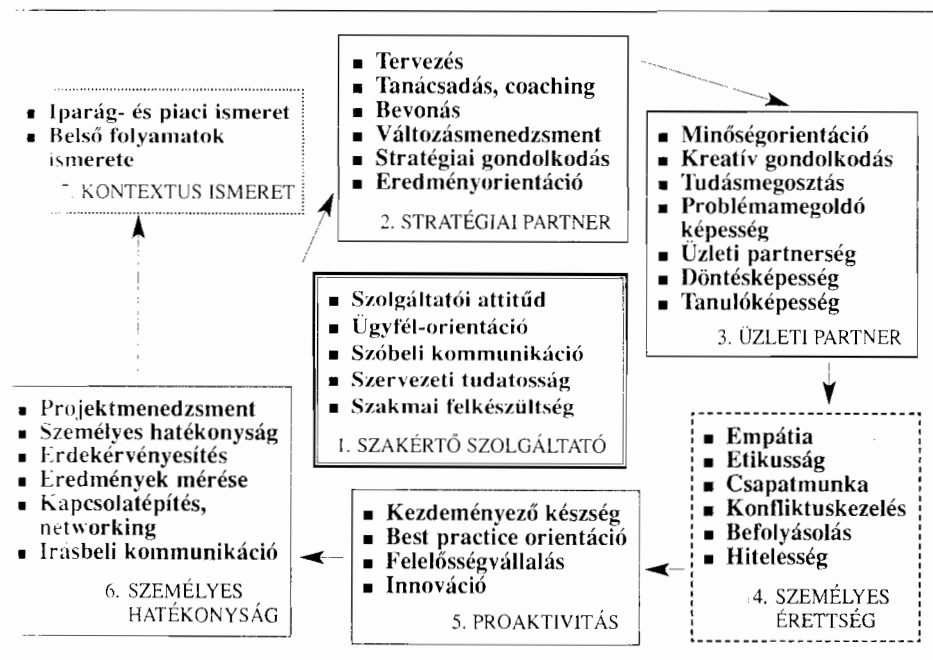 Tervezés
Tanácsadás, coaching
Bevonás
Változásmenedzsment
Stratégiai gondolkodás
Eredményorientáció
2. STRATÉGIAI PARTNER
Iparág- és piaci ismeret
Belső folyamatok
ismerete
. KONTEXTUS ISMERET
Minőségorientáció
Kreatív gondolkodás
Tudásmegosztás
Problémamegoldó
képesség
Üzleti partnerség
Döntésképesség
Tanulóképesség
3. ÜZLETI PARTNER
Szolgáltatói attitűd
Ügyfél-orientáció
Szóbeli kommunikáció
Szervezeti tudatosság
Szakmai felkészültség
1. SZAKÉRTŐ SZOLGÁLTATÓ
Empátia
Etikusság
Csapatmunka
Konfliktuskezelés
Befolyásolás
Hitelesség
4. SZEMÉLYES
ÉRETTSÉG
Kezdeményező készség
Best practice orientáció
Felelősségvállalás
Innováció
5. PROAKTIVITÁS
Projektmenedzsment
Személyes hatékonyság
Érdekérvényesítés
Eredmények mérése
Kapcsolatépítés,
networking
Írásbeli kommunikáció
6. SZEMÉLYES
HATÉKONYSÁG